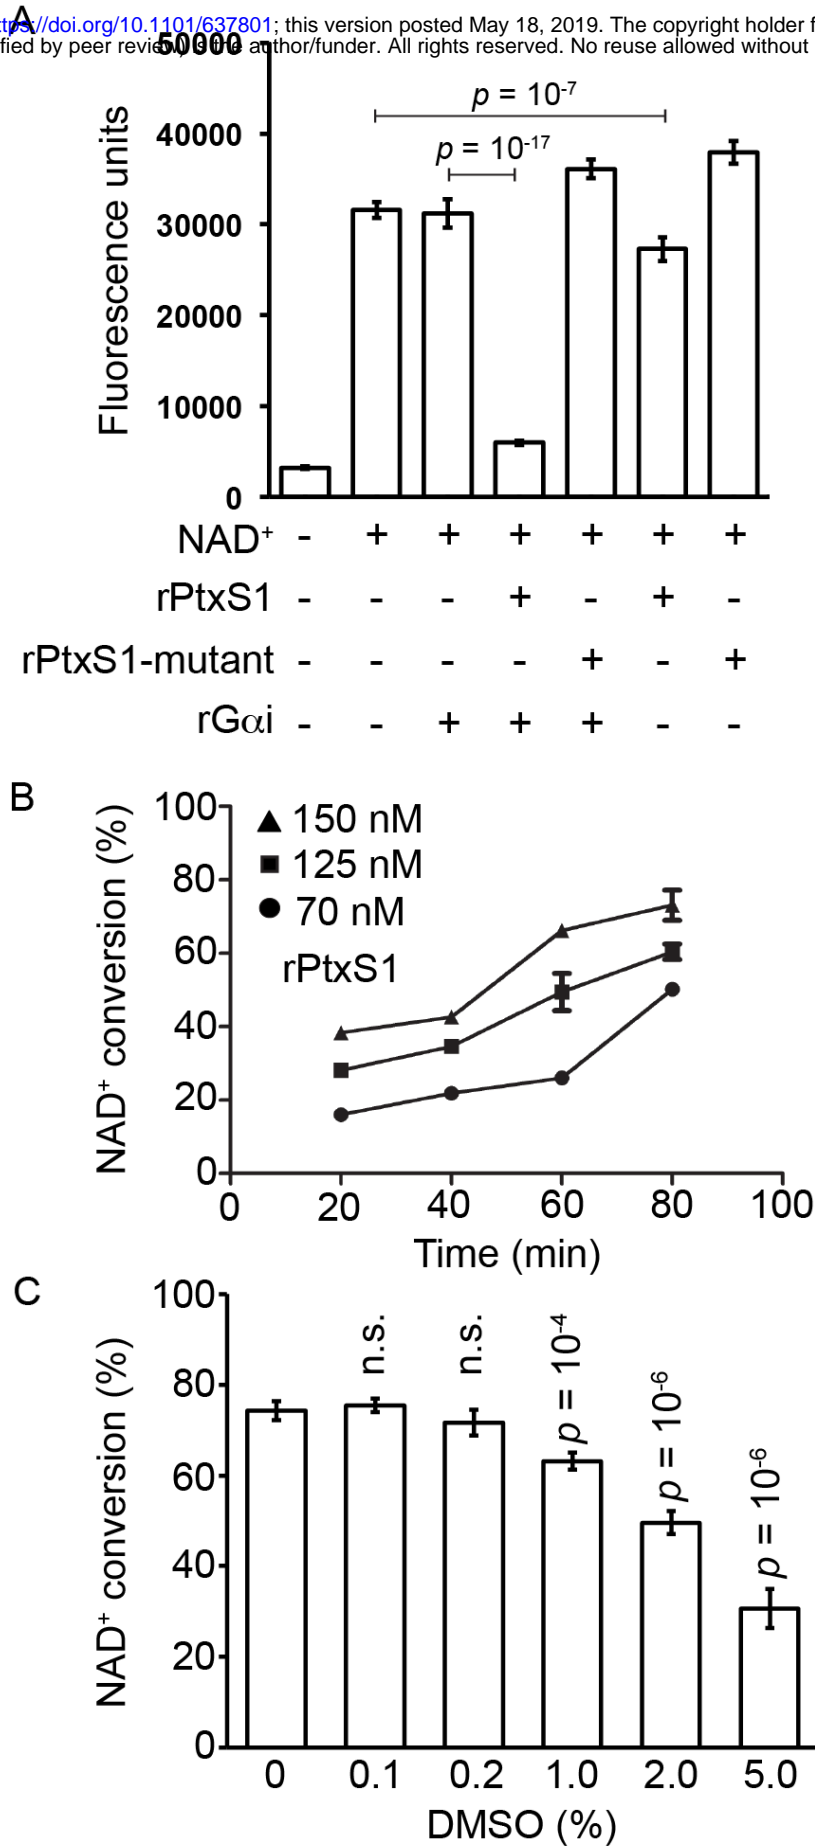 ttps://doi.org/10.1101/637801; this version posted May 18, 2019. The copyright holder f
fied by peer review) is the author/funder. All rights reserved. No reuse allowed without
A
50000
40000
30000
20000
10000
0
Fluorescence units
p = 10⁻⁷
p = 10⁻¹⁷
NAD⁺ - + + + + + +
rPtxS1 - - - + - + -
rPtxS1-mutant - - - - + - +
rGαi - - + + + - -
B
100
80
60
40
20
0
NAD⁺ conversion (%)
▲ 150 nM
■ 125 nM
● 70 nM
rPtxS1
0 20 40 60 80 100
Time (min)
C
100
80
60
40
20
0
NAD⁺ conversion (%)
n.s.
n.s.
p = 10⁻⁴
p = 10⁻⁶
p = 10⁻⁶
0 0.1 0.2 1.0 2.0 5.0
DMSO (%)